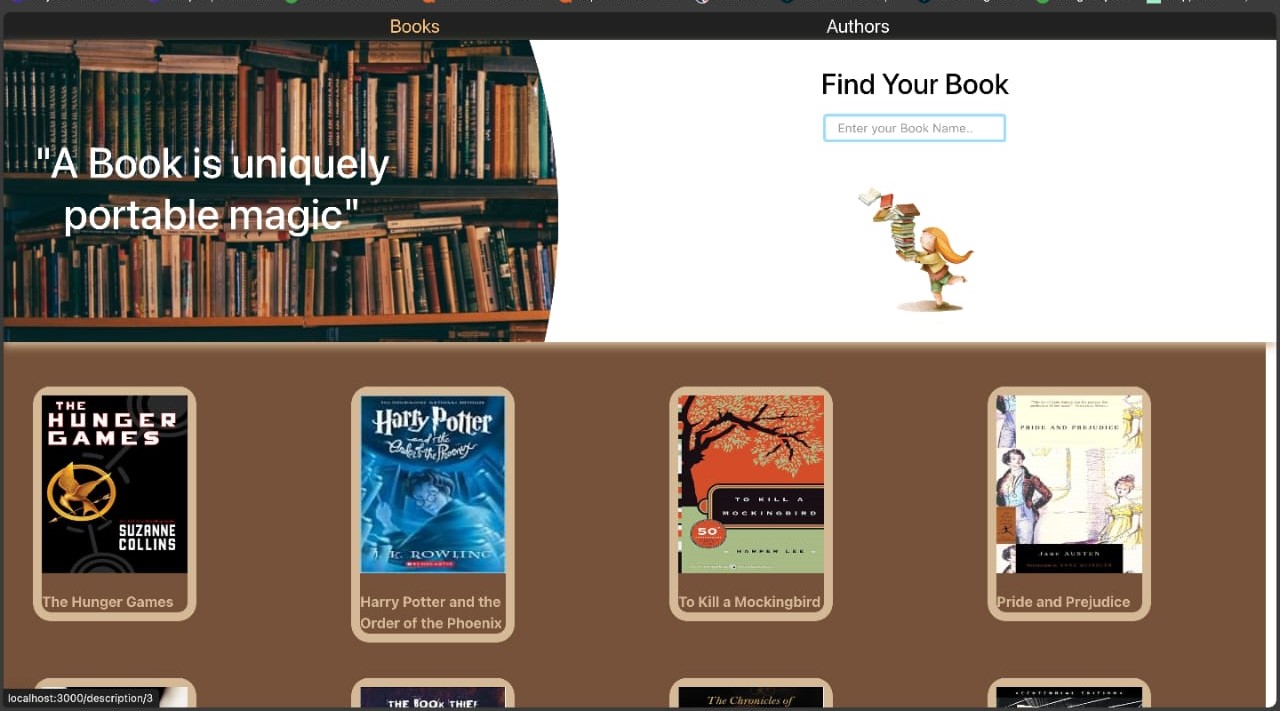 Books
Authors
"A Book is uniquely
portable magic"
Find Your Book
Enter your Book Name..
THE
HUNGER
GAMES
SUZANNE
COLLINS
The Hunger Games
Harry Potter
and the
Order of the Phoenix
J. K. ROWLING
SCHOLASTIC
Harry Potter and the
Order of the Phoenix
TO KILL A
MOCKINGBIRD
50th
HARPER LEE
To Kill a Mockingbird
PRIDE AND PREJUDICE
JANE AUSTEN
Pride and Prejudice
THE BOOK THIEF
The Chronicles of
CENTENNIAL EDITION
localhost:3000/description/3